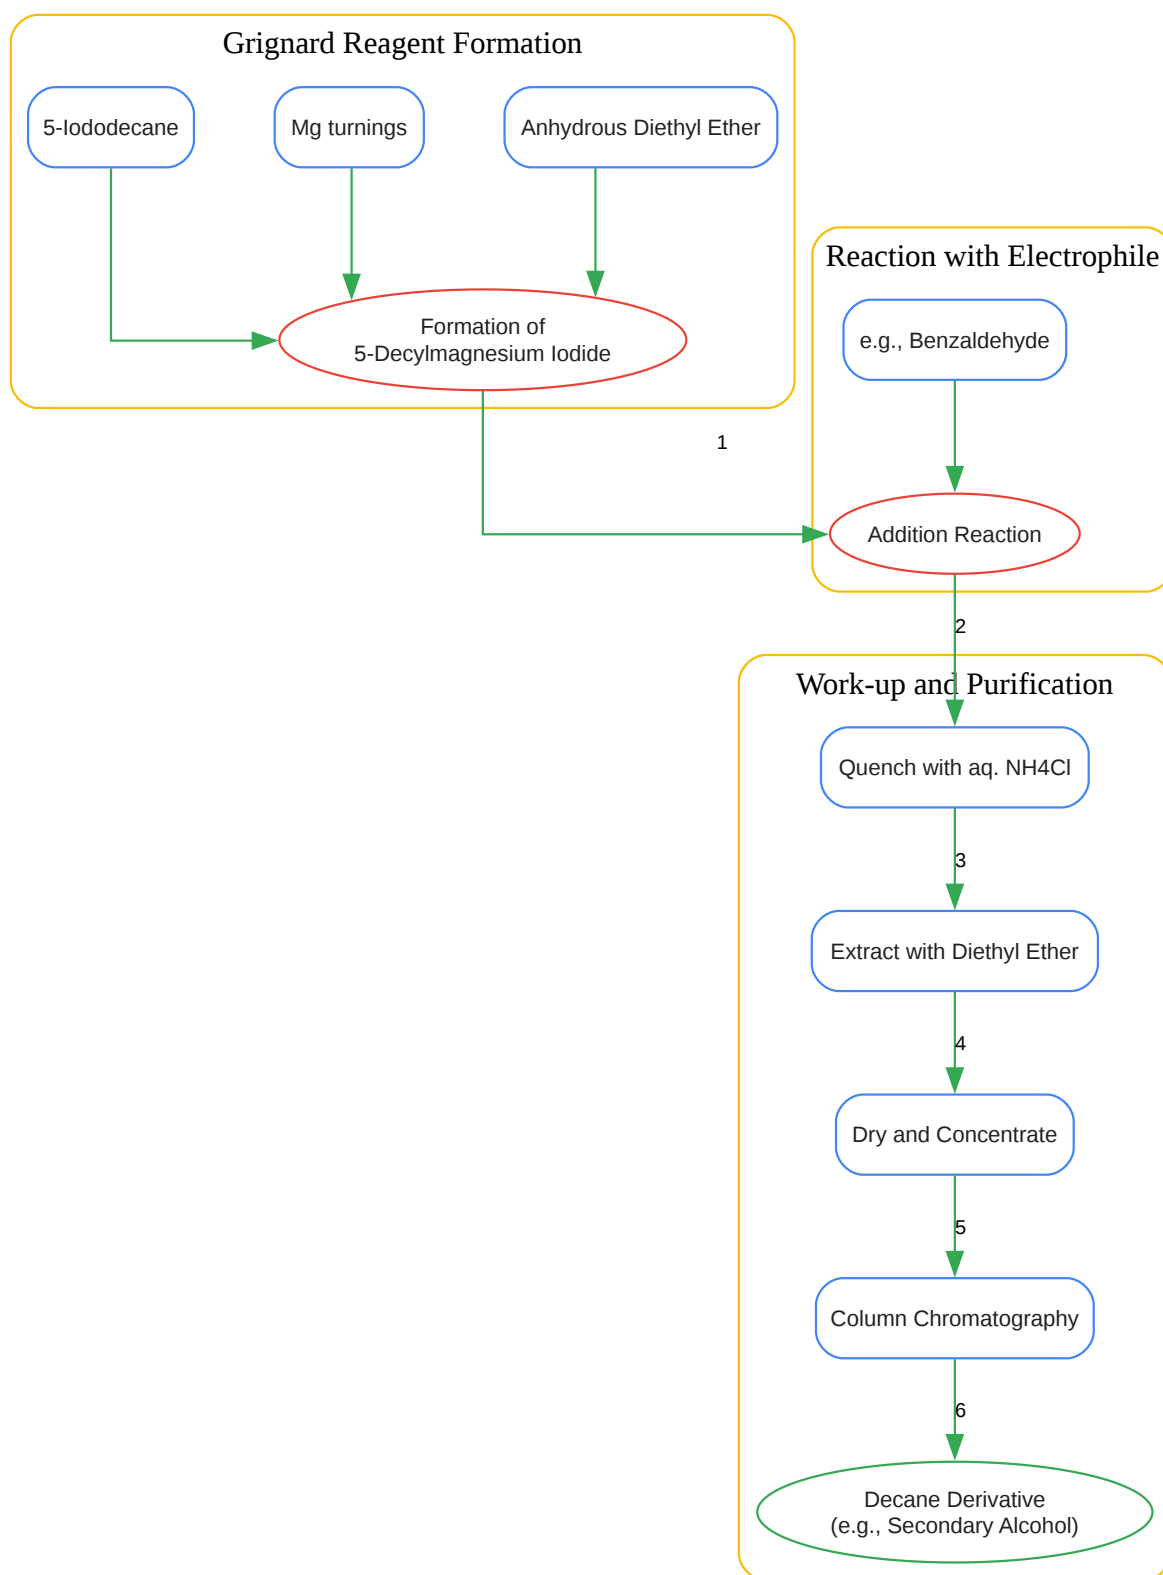 Grignard Reagent Formation
5-Iododecane
Mg turnings
Anhydrous Diethyl Ether
Formation of
5-Decylmagnesium Iodide
1
Reaction with Electrophile
e.g., Benzaldehyde
Addition Reaction
2
Work-up and Purification
Quench with aq. NH4Cl
3
Extract with Diethyl Ether
4
Dry and Concentrate
5
Column Chromatography
6
Decane Derivative
(e.g., Secondary Alcohol)